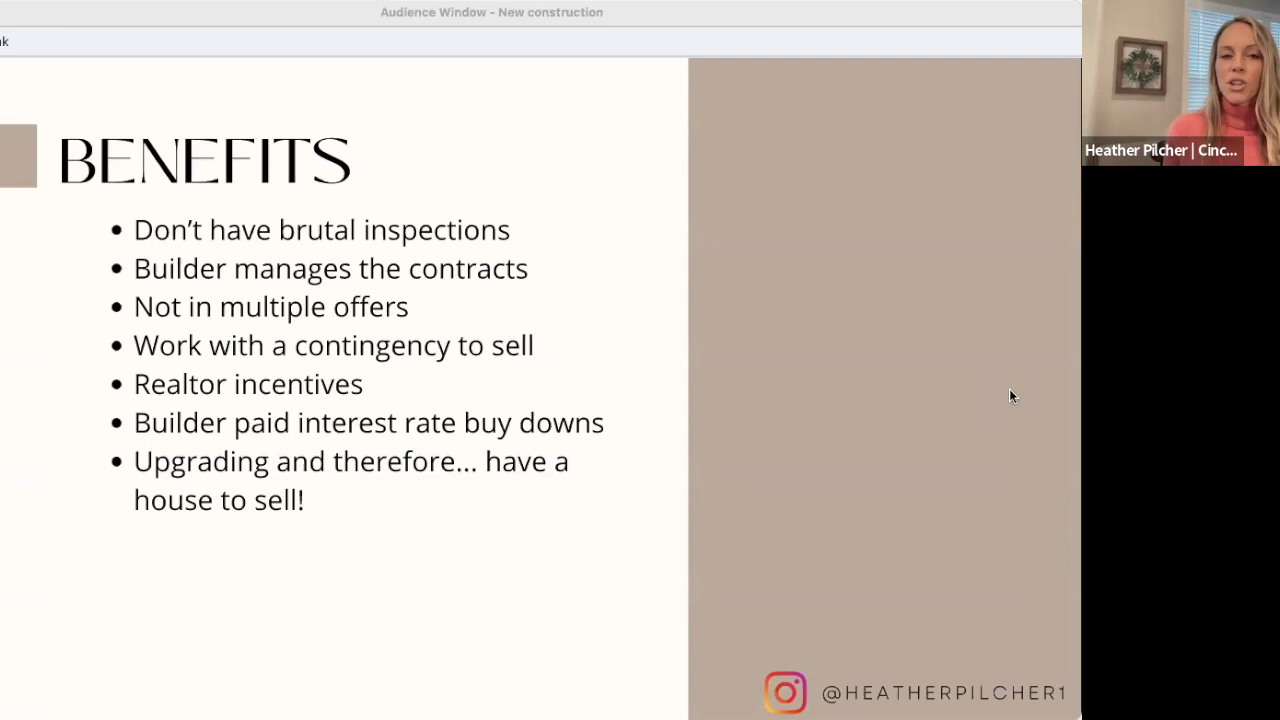 Audience Window - New construction
nk
BENEFITS
• Don’t have brutal inspections
• Builder manages the contracts
• Not in multiple offers
• Work with a contingency to sell
• Realtor incentives
• Builder paid interest rate buy downs
• Upgrading and therefore... have a
house to sell!
@HEATHERPILCHER1
Heather Pilcher | Cinc...